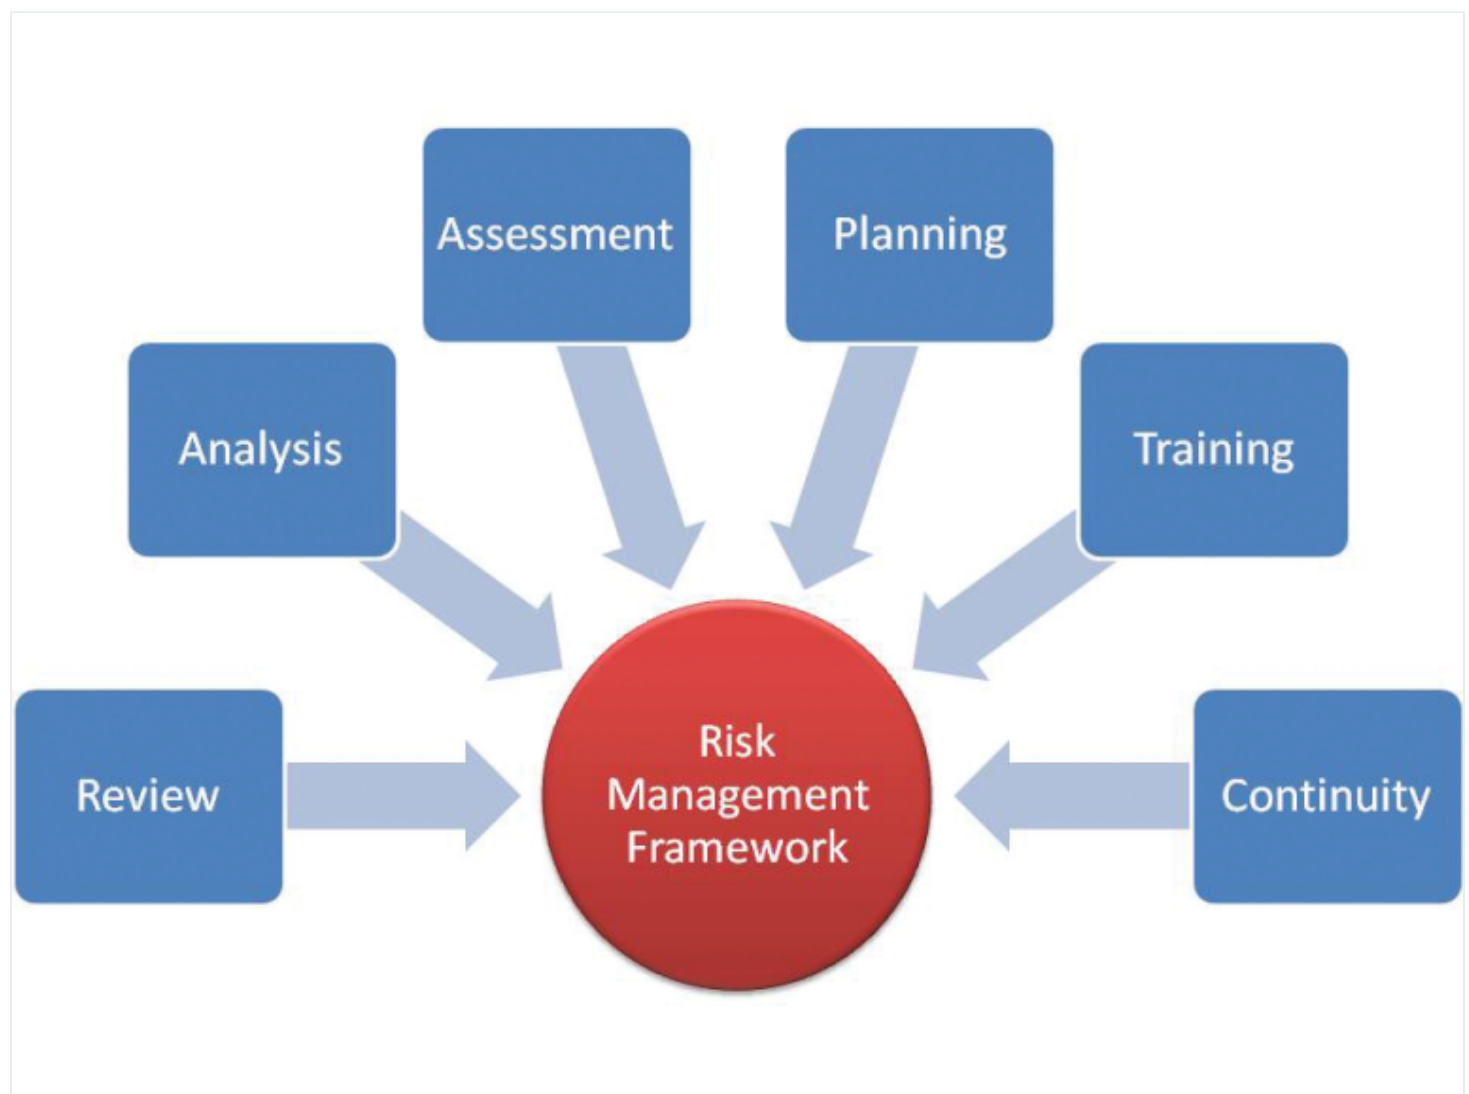 Assessment
Planning
Analysis
Training
Review
Risk
Management
Framework
Continuity